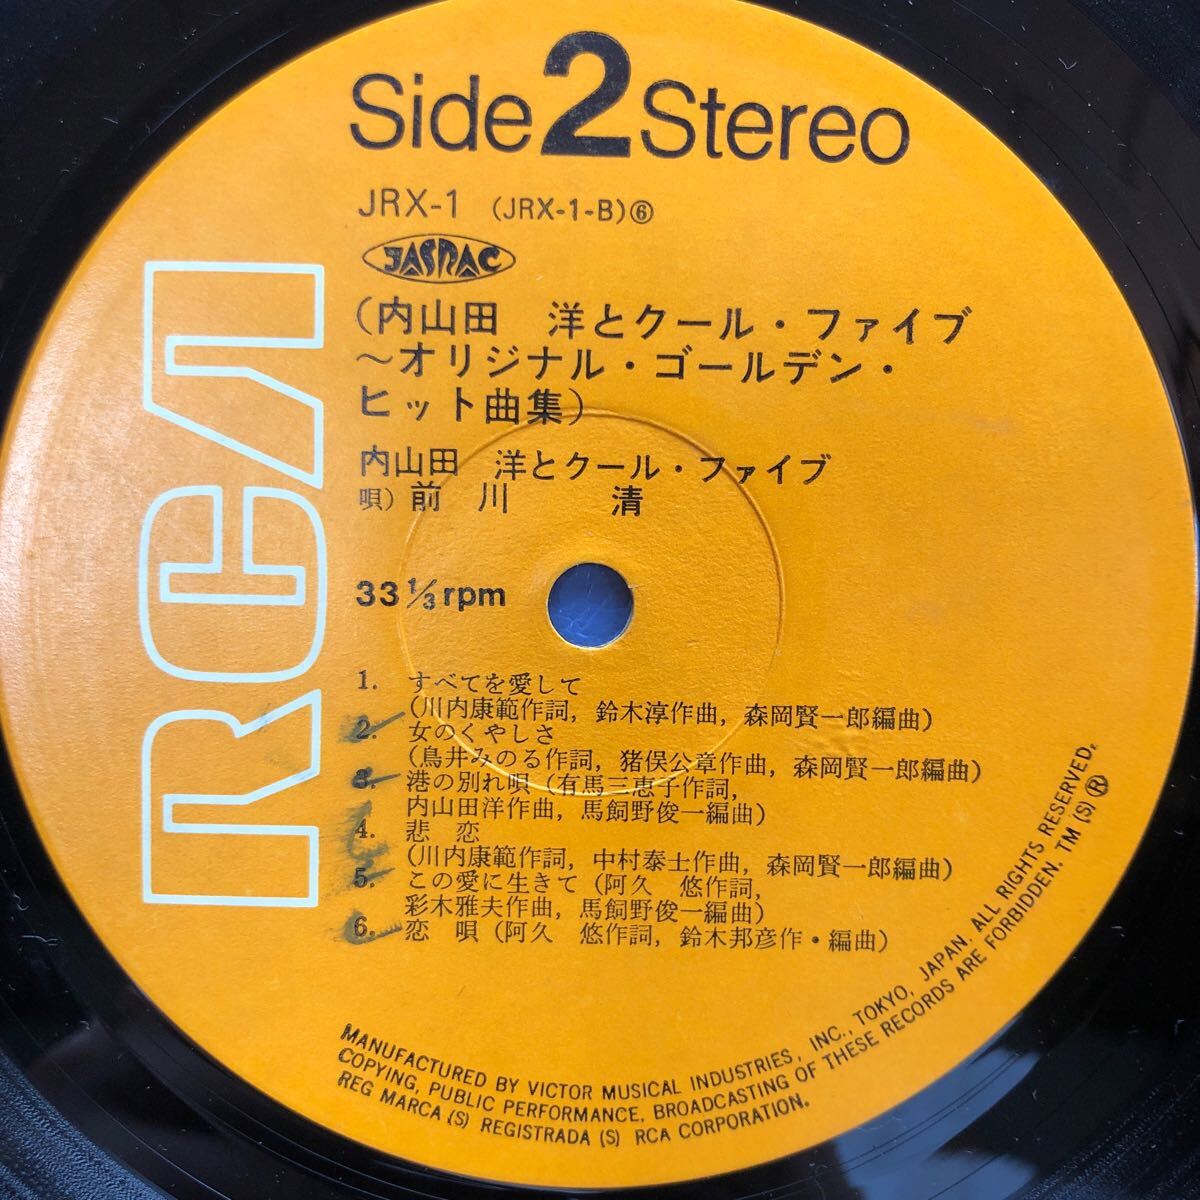 Side 2 Stereo
JRX-1 (JRX-1-B)⑥
JASRAC
(内山田 洋とクール・ファイブ
〜オリジナル・ゴールデン・
ヒット曲集)
内山田 洋とクール・ファイブ
唄)前川 清
33 1/3 rpm
1. すべてを愛して
(川内康範作詞, 鈴木淳作曲, 森岡賢一郎編曲)
2. 女のくやしさ
(鳥井みのる作詞, 猪俣公章作曲, 森岡賢一郎編曲)
3. 港の別れ唄 (有馬三恵子作詞,
内山田洋作曲, 馬飼野俊一編曲)
4. 悲 恋
(川内康範作詞, 中村泰士作曲, 森岡賢一郎編曲)
5. この愛に生きて (阿久 悠作詞,
彩木雅夫作曲, 馬飼野俊一編曲)
6. 恋 唄 (阿久 悠作詞, 鈴木邦彦作・編曲)
RCA
MANUFACTURED BY VICTOR MUSICAL INDUSTRIES, INC., TOKYO, JAPAN. ALL RIGHTS RESERVED.
COPYING, PUBLIC PERFORMANCE, BROADCASTING OF THESE RECORDS ARE FORBIDDEN. TM (S) ®
REG MARCA (S) REGISTRADA (S) RCA CORPORATION.